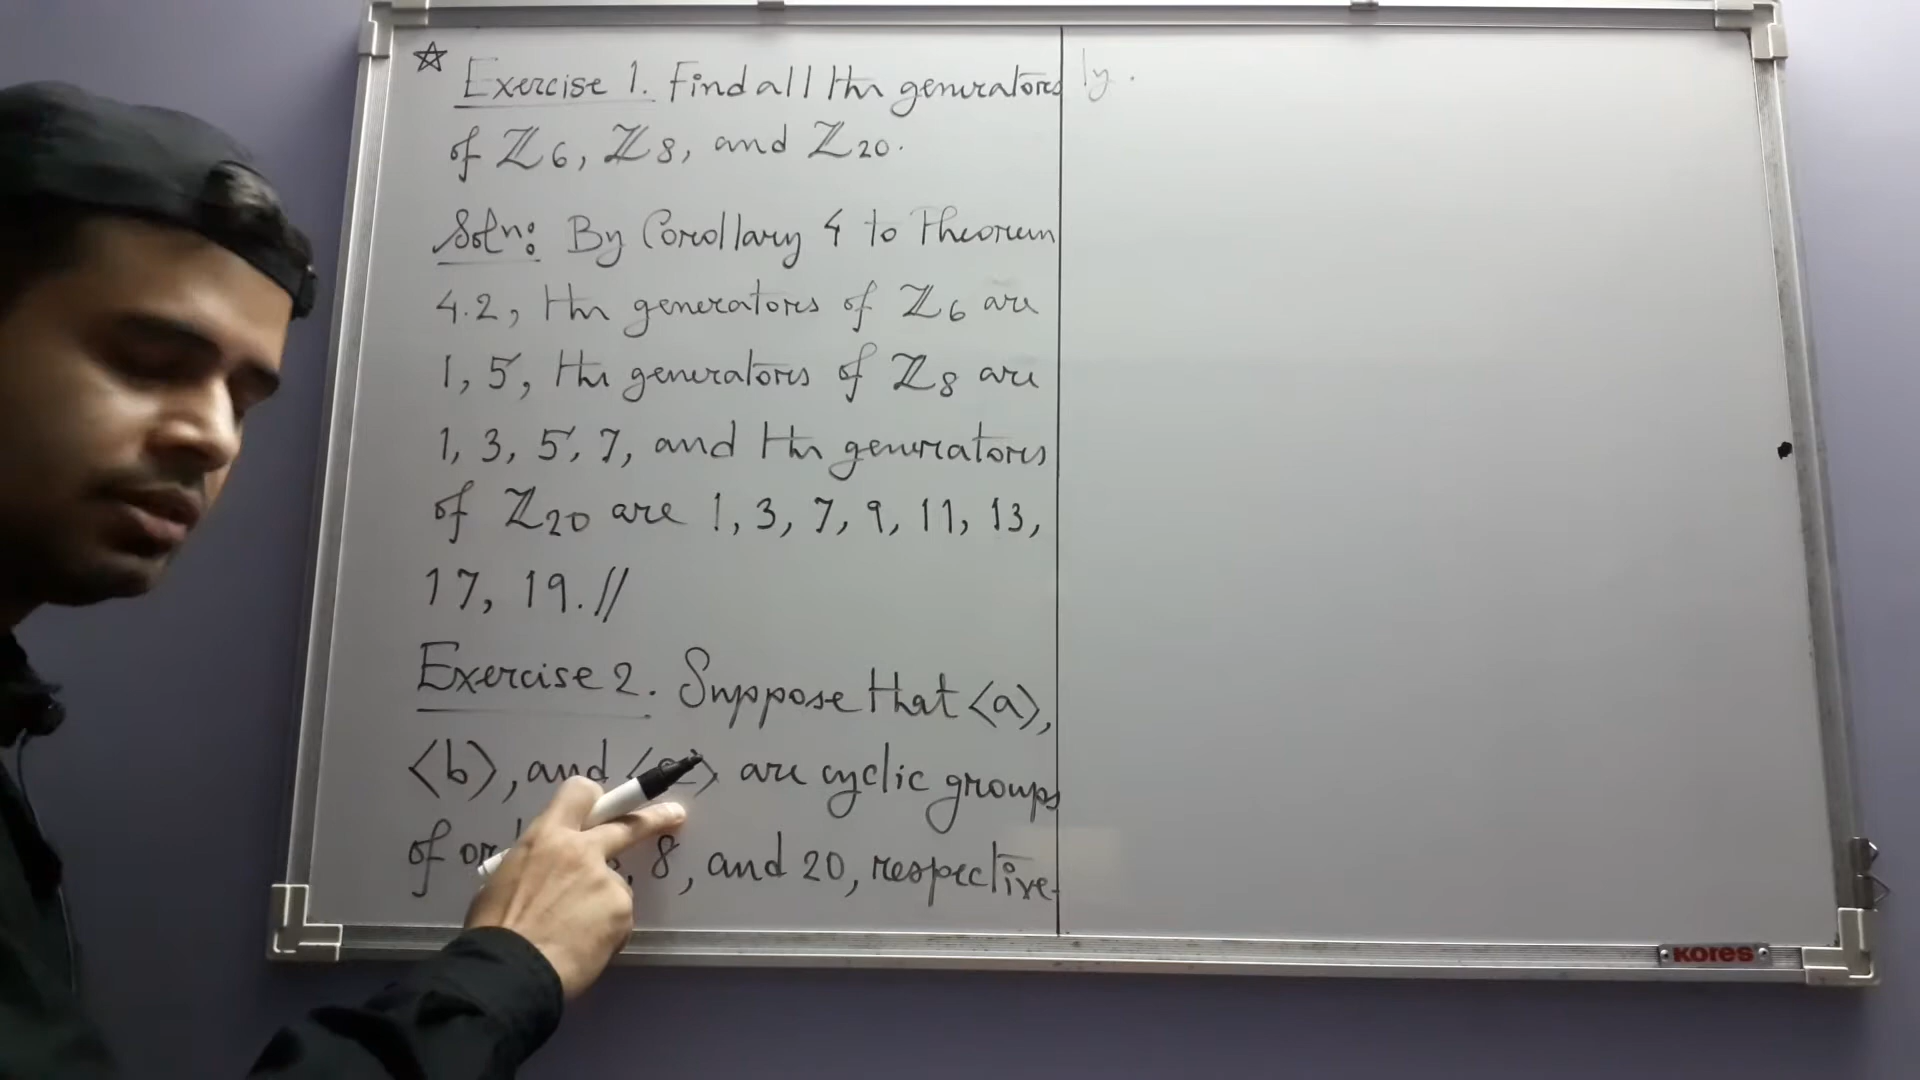 ☆ Exercise 1. Find all the generators
of ℤ6, ℤ8, and ℤ20.
Soln: By Corollary 4 to Theorem
4.2, the generators of ℤ6 are
1, 5, the generators of ℤ8 are
1, 3, 5, 7, and the generators
of ℤ20 are 1, 3, 7, 9, 11, 13,
17, 19. //
Exercise 2. Suppose that ⟨a⟩,
⟨b⟩, and are cyclic groups
of 8, and 20, respective-
ly.
KORES